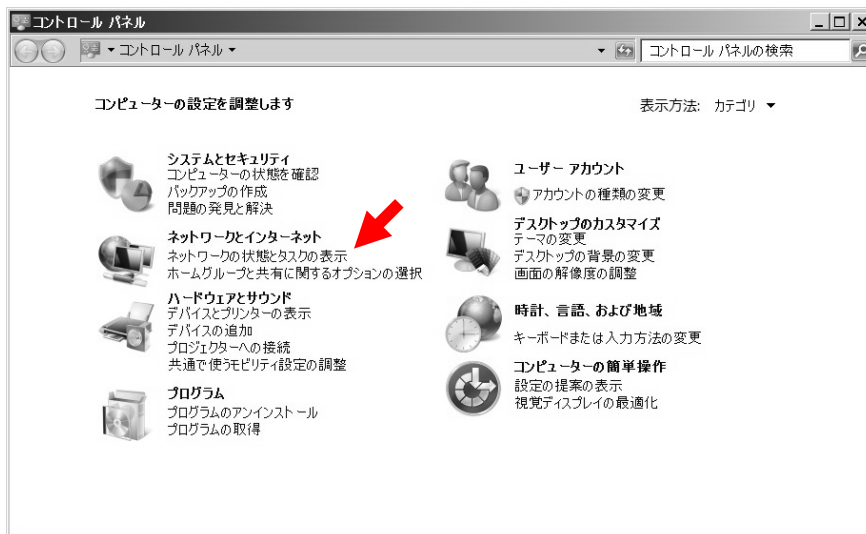 コントロール パネル
コントロール パネル
コントロール パネルの検索
コンピューターの設定を調整します
表示方法: カテゴリ
システムとセキュリティ
コンピューターの状態を確認
バックアップの作成
問題の発見と解決
ネットワークとインターネット
ネットワークの状態とタスクの表示
ホームグループと共有に関するオプションの選択
ハードウェアとサウンド
デバイスとプリンターの表示
デバイスの追加
プロジェクターへの接続
共通で使うモビリティ設定の調整
プログラム
プログラムのアンインストール
プログラムの取得
ユーザー アカウント
アカウントの種類の変更
デスクトップのカスタマイズ
テーマの変更
デスクトップの背景の変更
画面の解像度の調整
時計、言語、および地域
キーボードまたは入力方法の変更
コンピューターの簡単操作
設定の提案の表示
視覚ディスプレイの最適化